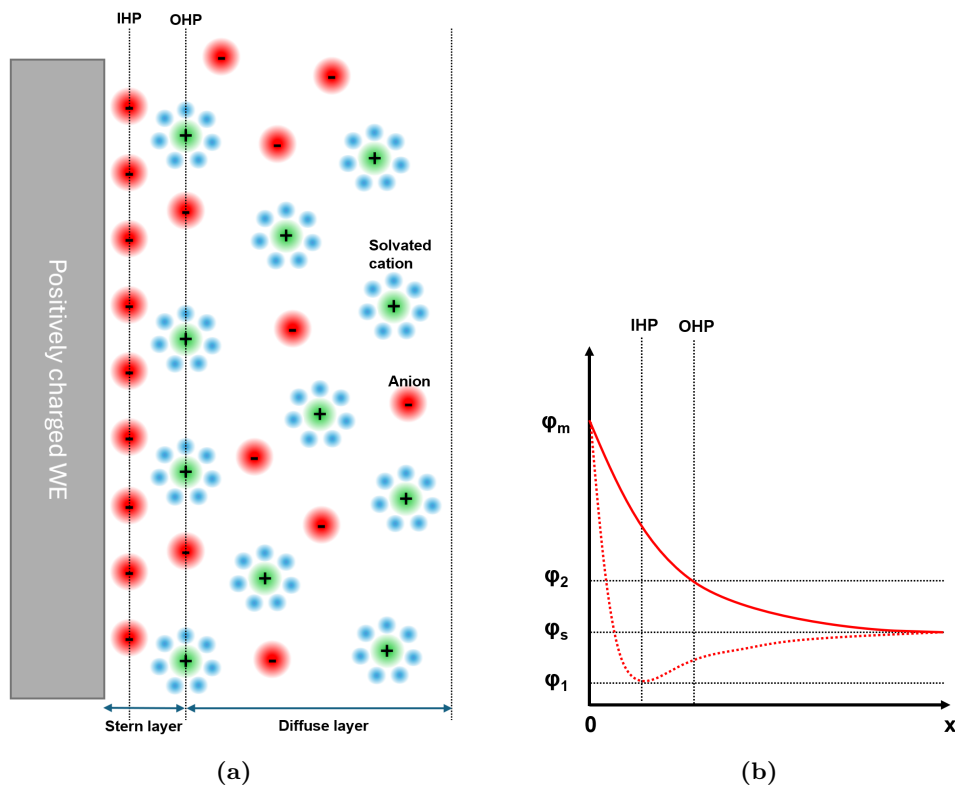 IHP
OHP
Positively charged WE
Solvated
cation
Anion
Stern layer
Diffuse layer
(a)
IHP
OHP
φm
φ2
φs
φ1
0
x
(b)